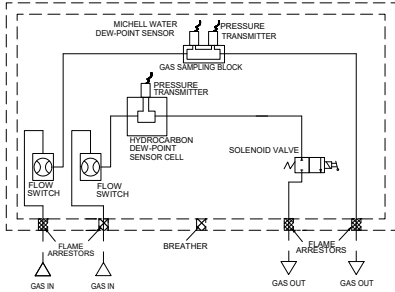 MICHELL WATER
DEW-POINT SENSOR
PRESSURE
TRANSMITTER
GAS SAMPLING BLOCK
PRESSURE
TRANSMITTER
HYDROCARBON
DEW-POINT
SENSOR CELL
SOLENOID VALVE
FLOW
SWITCH
FLOW
SWITCH
FLAME
ARRESTORS
BREATHER
FLAME
ARRESTORS
GAS IN
GAS IN
GAS OUT
GAS OUT